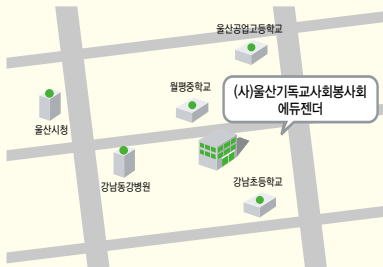 울산공업고등학교
월평중학교
(사)울산기독교사회봉사회
에듀젠더
울산시청
강남동강병원
강남초등학교